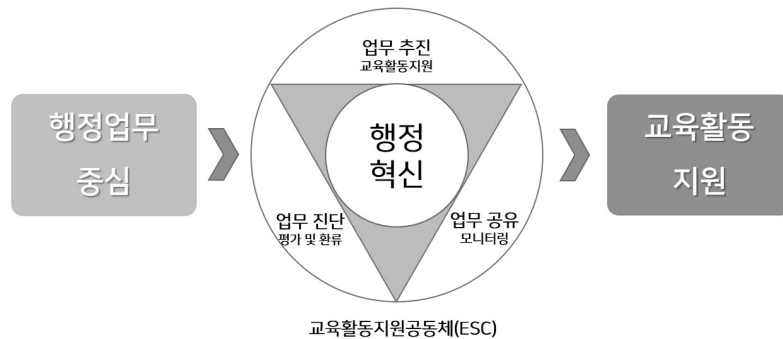 행정업무
중심
업무 추진
교육활동지원
행정
혁신
업무 진단
평가 및 환류
업무 공유
모니터링
교육활동
지원
교육활동지원공동체(ESC)